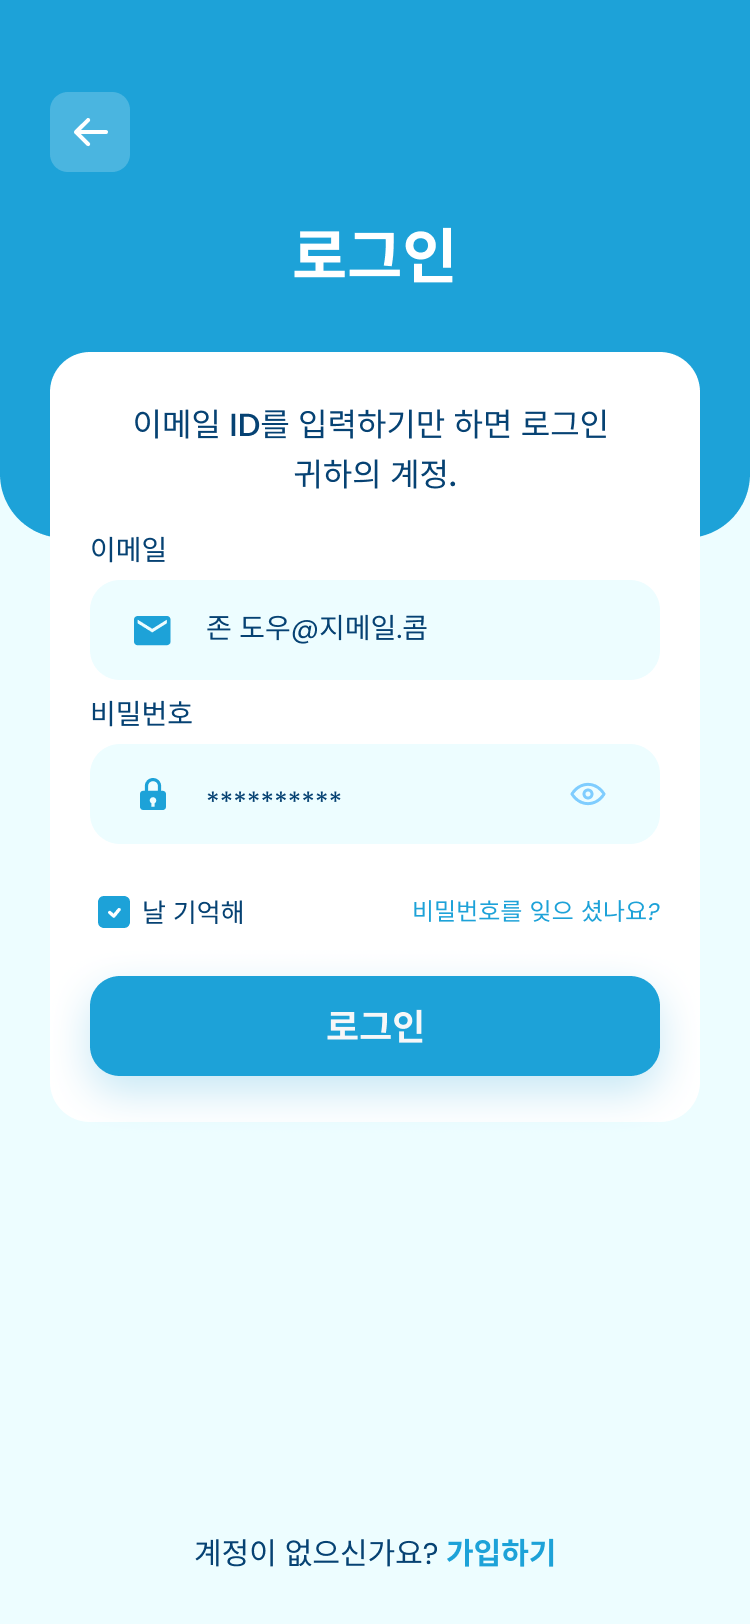 로그인
이메일 ID를 입력하기만 하면 로그인
귀하의 계정.
이메일
존 도우@지메일.콤
비밀번호
**********
날 기억해
비밀번호를 잊으 셨나요?
로그인
계정이 없으신가요? 가입하기